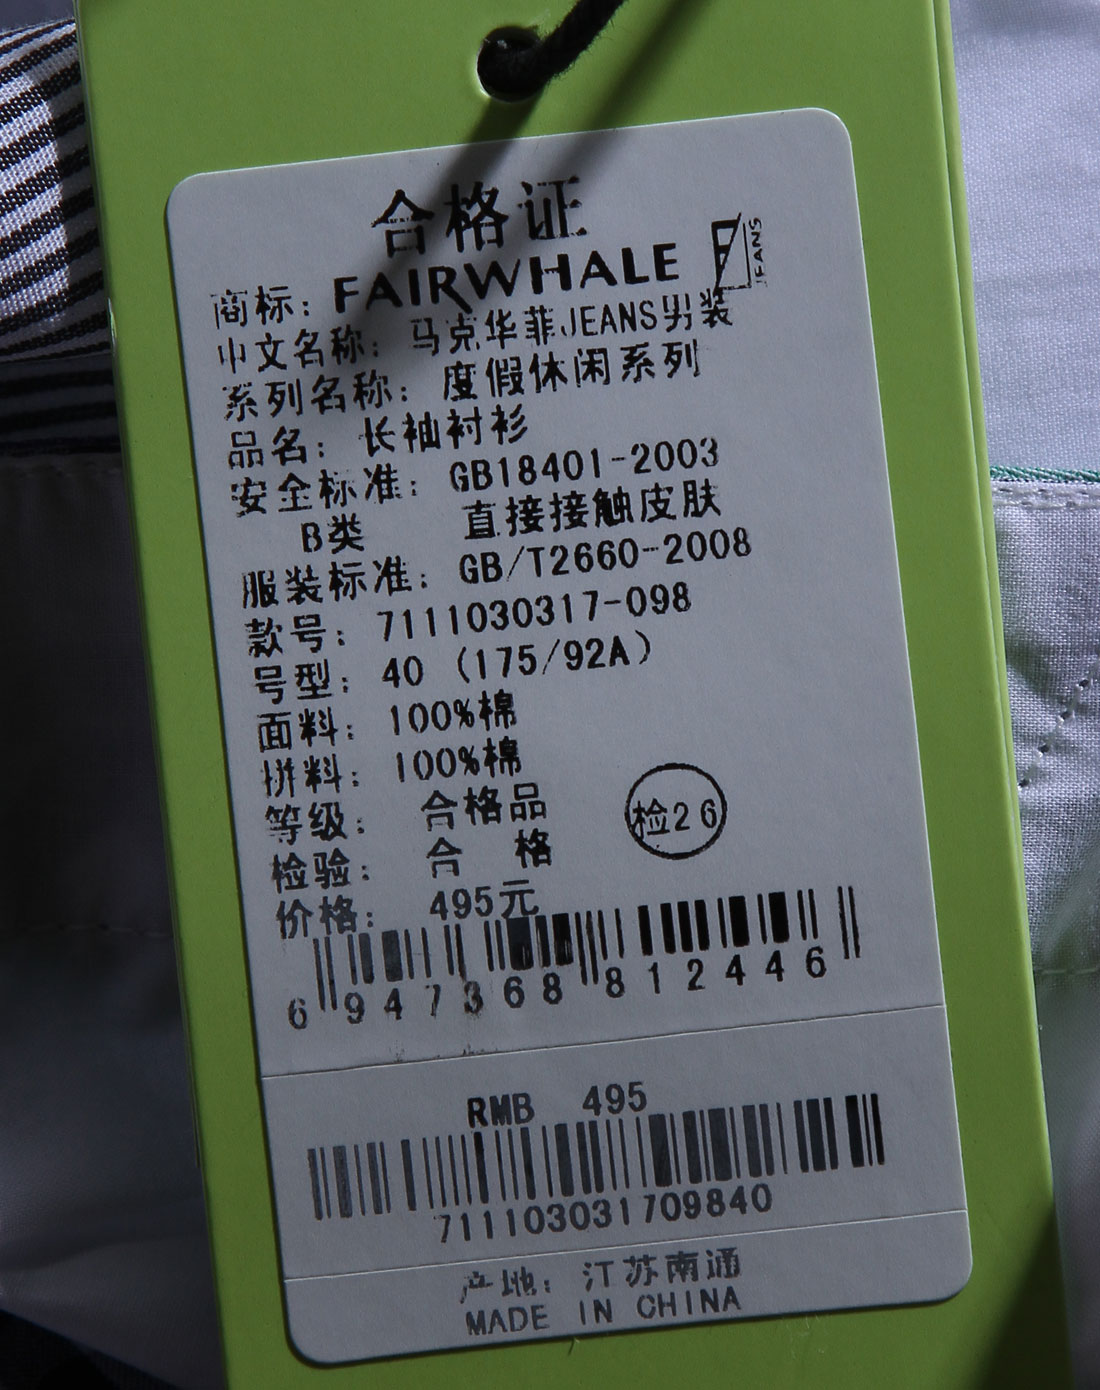 合格证
商标: FAIRWHALE JEANS
中文名称: 马克华菲JEANS男装
系列名称: 度假休闲系列
品名: 长袖衬衫
安全标准: GB18401-2003
B类 直接接触皮肤
服装标准: GB/T2660-2008
款号: 7111030317-098
号型: 40 (175/92A)
面料: 100%棉
拼料: 100%棉
等级: 合格品
检验: 合 格 检26
价格: 495元
6 947368 812446
RMB 495
711103031709840
产地: 江苏南通
MADE IN CHINA